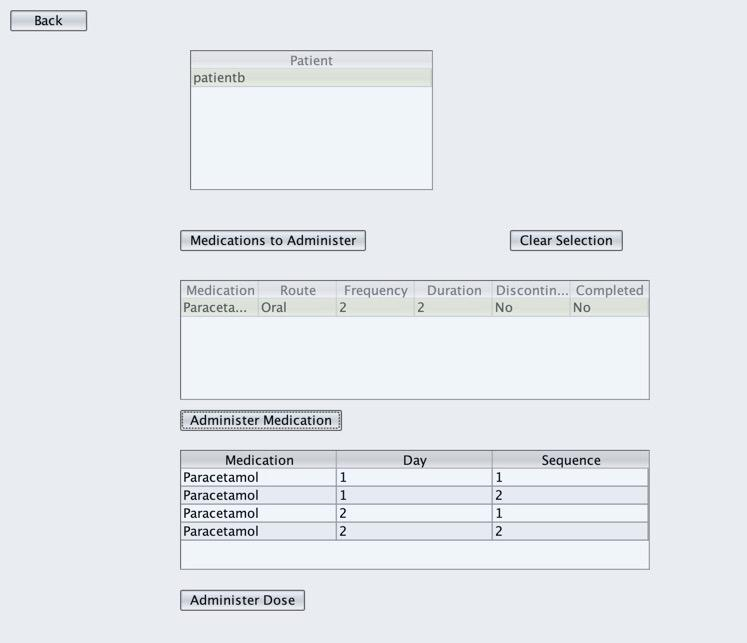 Back
Patient
patientb
Medications to Administer Clear Selection
Medication Route Frequency Duration Discontin... Completed
Paraceta... Oral 2 2 No No
Administer Medication
Medication Day Sequence
Paracetamol 1 1
Paracetamol 1 2
Paracetamol 2 1
Paracetamol 2 2
Administer Dose